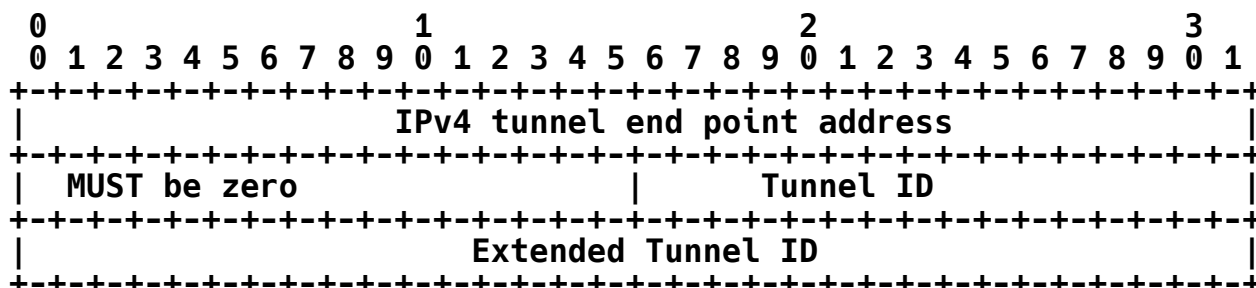 0                   1                   2                   3
 0 1 2 3 4 5 6 7 8 9 0 1 2 3 4 5 6 7 8 9 0 1 2 3 4 5 6 7 8 9 0 1
+-+-+-+-+-+-+-+-+-+-+-+-+-+-+-+-+-+-+-+-+-+-+-+-+-+-+-+-+-+-+-+-+
|                   IPv4 tunnel end point address               |
+-+-+-+-+-+-+-+-+-+-+-+-+-+-+-+-+-+-+-+-+-+-+-+-+-+-+-+-+-+-+-+-+
|  MUST be zero                 |      Tunnel ID                |
+-+-+-+-+-+-+-+-+-+-+-+-+-+-+-+-+-+-+-+-+-+-+-+-+-+-+-+-+-+-+-+-+
|                       Extended Tunnel ID                      |
+-+-+-+-+-+-+-+-+-+-+-+-+-+-+-+-+-+-+-+-+-+-+-+-+-+-+-+-+-+-+-+-+